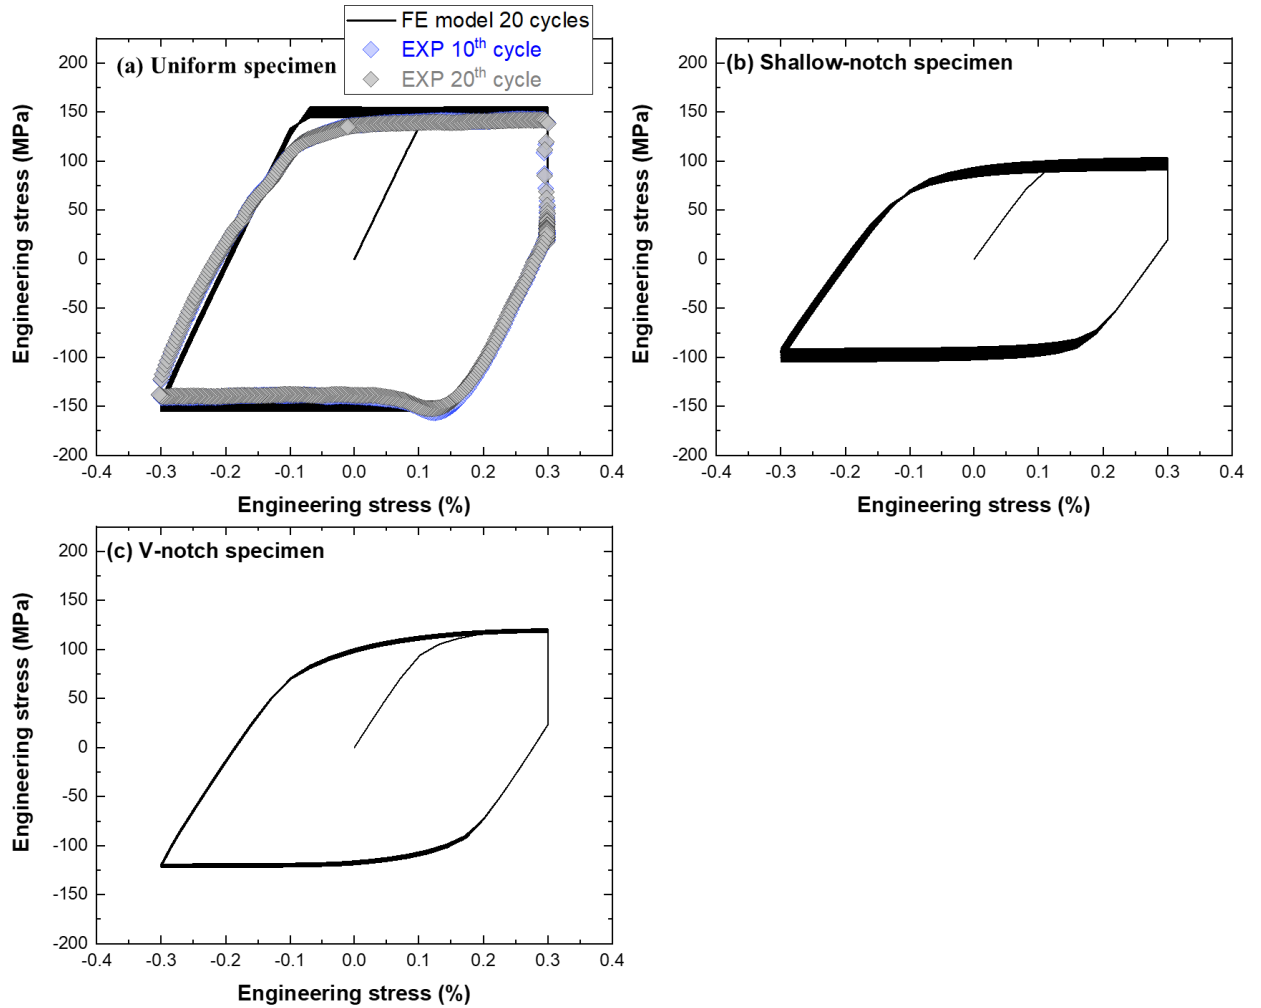 FE model 20 cycles
EXP 10th cycle
EXP 20th cycle
(a) Uniform specimen
200
150
100
50
0
-50
-100
-150
-200
Engineering stress (MPa)
-0.4 -0.3 -0.2 -0.1 0.0 0.1 0.2 0.3 0.4
Engineering stress (%)
(b) Shallow-notch specimen
200
150
100
50
0
-50
-100
-150
-200
Engineering stress (MPa)
-0.4 -0.3 -0.2 -0.1 0.0 0.1 0.2 0.3 0.4
Engineering stress (%)
(c) V-notch specimen
200
150
100
50
0
-50
-100
-150
-200
Engineering stress (MPa)
-0.4 -0.3 -0.2 -0.1 0.0 0.1 0.2 0.3 0.4
Engineering stress (%)